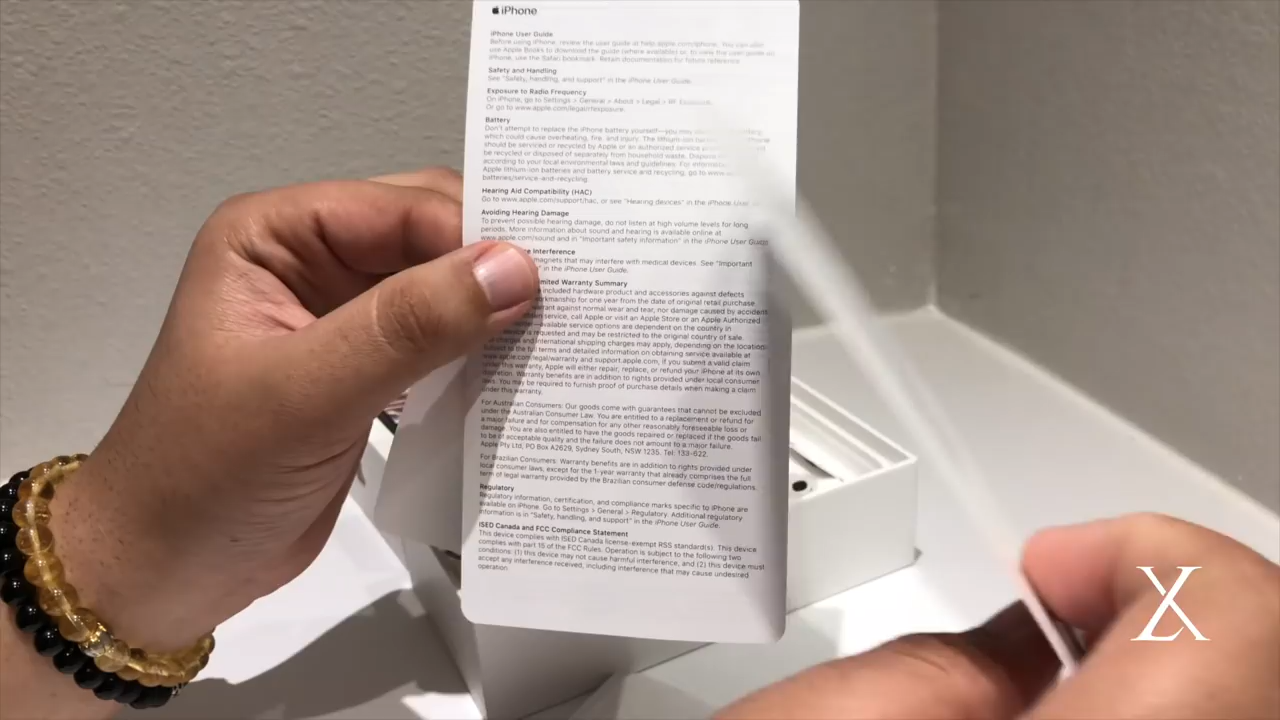 iPhone
iPhone User Guide
Before using iPhone, review the user guide at help.apple.com/iphone. You can also
use Apple Books to download the guide (where available) or, to view the user guide on
iPhone, use the Safari bookmark. Retain documentation for future reference.
Safety and Handling
See "Safety, handling, and support" in the iPhone User Guide.
Exposure to Radio Frequency
On iPhone, go to Settings > General > About > Legal > RF Exposure.
Or go to www.apple.com/legal/rfexposure.
Battery
Don't attempt to replace the iPhone battery yourself—you may
which could cause overheating, fire, and injury. The lithium-ion
should be serviced or recycled by Apple or an authorized service
be recycled or disposed of separately from household waste. Dispose
according to your local environmental laws and guidelines. For information
Apple lithium-ion batteries and battery service and recycling, go to
batteries/service-and-recycling.
Hearing Aid Compatibility (HAC)
Go to www.apple.com/support/hac, or see "Hearing devices" in the iPhone User
Avoiding Hearing Damage
To prevent possible hearing damage, do not listen at high volume levels for long
periods. More information about sound and hearing is available online at
www.apple.com/sound and in "Important safety information" in the iPhone User Guide.
Interference
magnets that may interfere with medical devices. See "Important
" in the iPhone User Guide.
Limited Warranty Summary
included hardware product and accessories against defects
workmanship for one year from the date of original retail purchase
warrant against normal wear and tear, nor damage caused by accident
service, call Apple or visit an Apple Store or an Apple Authorized
—available service options are dependent on the country in
service is requested and may be restricted to the original country of sale.
charges and international shipping charges may apply, depending on the location.
Subject to the full terms and detailed information on obtaining service available at
www.apple.com/legal/warranty and support.apple.com, if you submit a valid claim
under this warranty, Apple will either repair, replace, or refund your iPhone at its own
discretion. Warranty benefits are in addition to rights provided under local consumer
laws. You may be required to furnish proof of purchase details when making a claim
under this warranty.
For Australian Consumers: Our goods come with guarantees that cannot be excluded
under the Australian Consumer Law. You are entitled to a replacement or refund for
a major failure and for compensation for any other reasonably foreseeable loss or
damage. You are also entitled to have the goods repaired or replaced if the goods fail
to be of acceptable quality and the failure does not amount to a major failure.
Apple Pty Ltd, PO Box A2629, Sydney South, NSW 1235. Tel: 133-622.
For Brazilian Consumers: Warranty benefits are in addition to rights provided under
local consumer laws, except for the 1-year warranty that already comprises the full
term of legal warranty provided by the Brazilian consumer defense code/regulations.
Regulatory
Regulatory information, certification, and compliance marks specific to iPhone are
available on iPhone. Go to Settings > General > Regulatory. Additional regulatory
information is in "Safety, handling, and support" in the iPhone User Guide.
ISED Canada and FCC Compliance Statement
This device complies with ISED Canada license-exempt RSS standard(s). This device
complies with part 15 of the FCC Rules. Operation is subject to the following two
conditions: (1) this device may not cause harmful interference, and (2) this device must
accept any interference received, including interference that may cause undesired
operation.